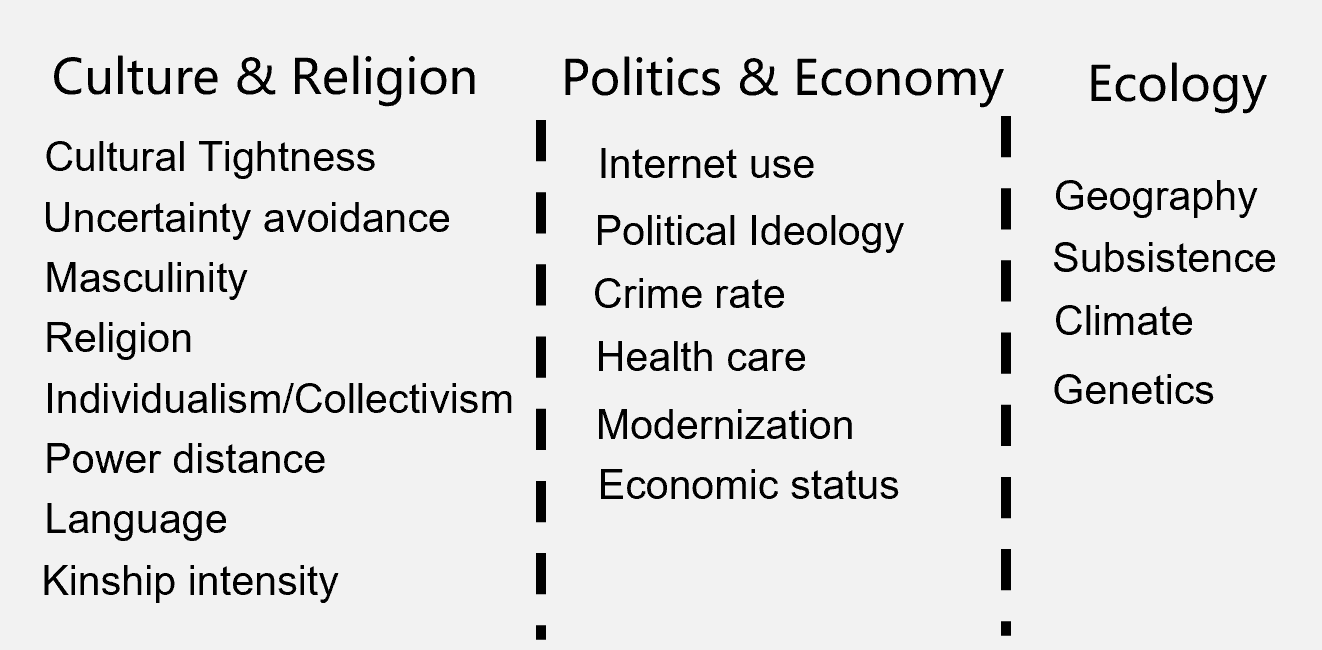 Culture & Religion
Cultural Tightness
Uncertainty avoidance
Masculinity
Religion
Individualism/Collectivism
Power distance
Language
Kinship intensity
Politics & Economy
Internet use
Political Ideology
Crime rate
Health care
Modernization
Economic status
Ecology
Geography
Subsistence
Climate
Genetics